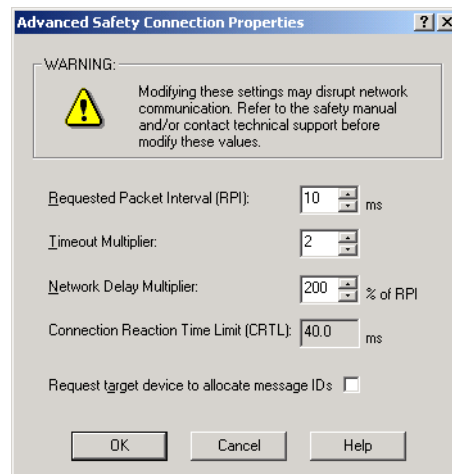 Advanced Safety Connection Properties
WARNING:
Modifying these settings may disrupt network
communication. Refer to the safety manual
and/or contact technical support before
modify these values.
Requested Packet Interval (RPI): 10 ms
Timeout Multiplier: 2
Network Delay Multiplier: 200 % of RPI
Connection Reaction Time Limit (CRTL): 40.0 ms
Request target device to allocate message IDs
OK Cancel Help